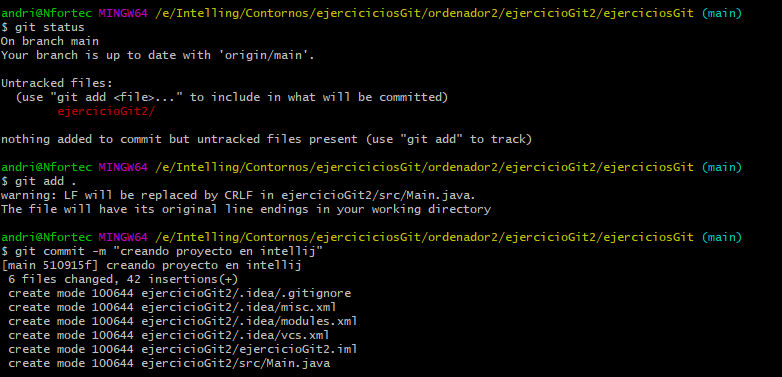 andri@Nfortec MINGW64 /e/Intelling/Contornos/ejerciciciosGit/ordenador2/ejercicioGit2/ejerciciosGit (main)
$ git status
On branch main
Your branch is up to date with 'origin/main'.
Untracked files:
(use "git add <file>..." to include in what will be committed)
ejercicioGit2/
nothing added to commit but untracked files present (use "git add" to track)
andri@Nfortec MINGW64 /e/Intelling/Contornos/ejerciciciosGit/ordenador2/ejercicioGit2/ejerciciosGit (main)
$ git add .
warning: LF will be replaced by CRLF in ejercicioGit2/src/Main.java.
The file will have its original line endings in your working directory
andri@Nfortec MINGW64 /e/Intelling/Contornos/ejerciciciosGit/ordenador2/ejercicioGit2/ejerciciosGit (main)
$ git commit -m "creando proyecto en intellij"
[main 510915f] creando proyecto en intellij
6 files changed, 42 insertions(+)
create mode 100644 ejercicioGit2/.idea/.gitignore
create mode 100644 ejercicioGit2/.idea/misc.xml
create mode 100644 ejercicioGit2/.idea/modules.xml
create mode 100644 ejercicioGit2/.idea/vcs.xml
create mode 100644 ejercicioGit2/ejercicioGit2.iml
create mode 100644 ejercicioGit2/src/Main.java